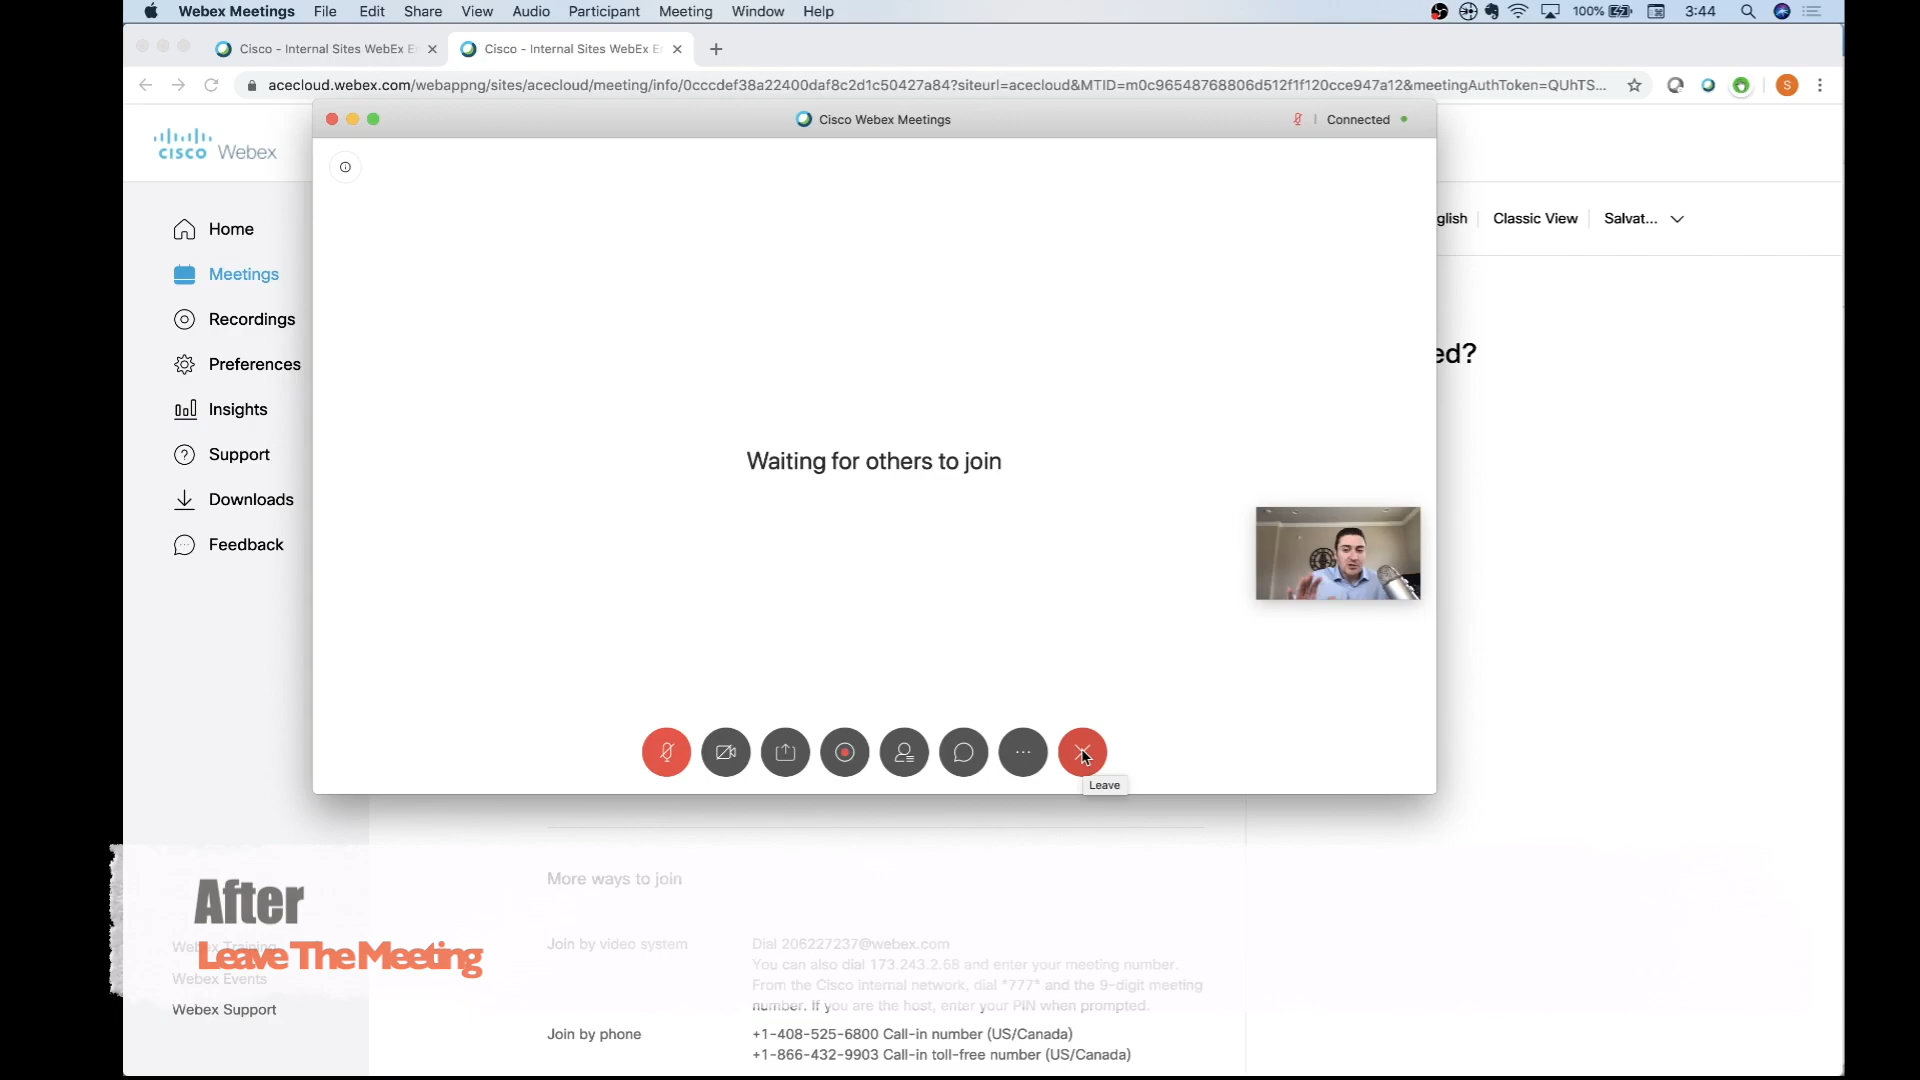 Webex Meetings File Edit Share View Audio Participant Meeting Window Help 100% 3:44
Cisco - Internal Sites WebEx E Cisco - Internal Sites WebEx E
acecloud.webex.com/webappng/sites/acecloud/meeting/info/0cccdef38a22400daf8c2d1c50427a84?siteurl=acecloud&MTID=m0c96548768806d512f1f120cce947a12&meetingAuthToken=QUhTS... S
Cisco Webex Meetings Connected
CISCO Webex
glish Classic View Salvat...
Home
Meetings
Recordings
Preferences
Insights
Support
Downloads
Feedback
ed?
Waiting for others to join
Leave
More ways to join
After
Leave The Meeting
Webex Training
Webex Events
Webex Support
Join by video system Dial 206227237@webex.com
You can also dial 173.243.2.68 and enter your meeting number.
From the Cisco internal network, dial *777* and the 9-digit meeting
number. If you are the host, enter your PIN when prompted.
Join by phone +1-408-525-6800 Call-in number (US/Canada)
+1-866-432-9903 Call-in toll-free number (US/Canada)